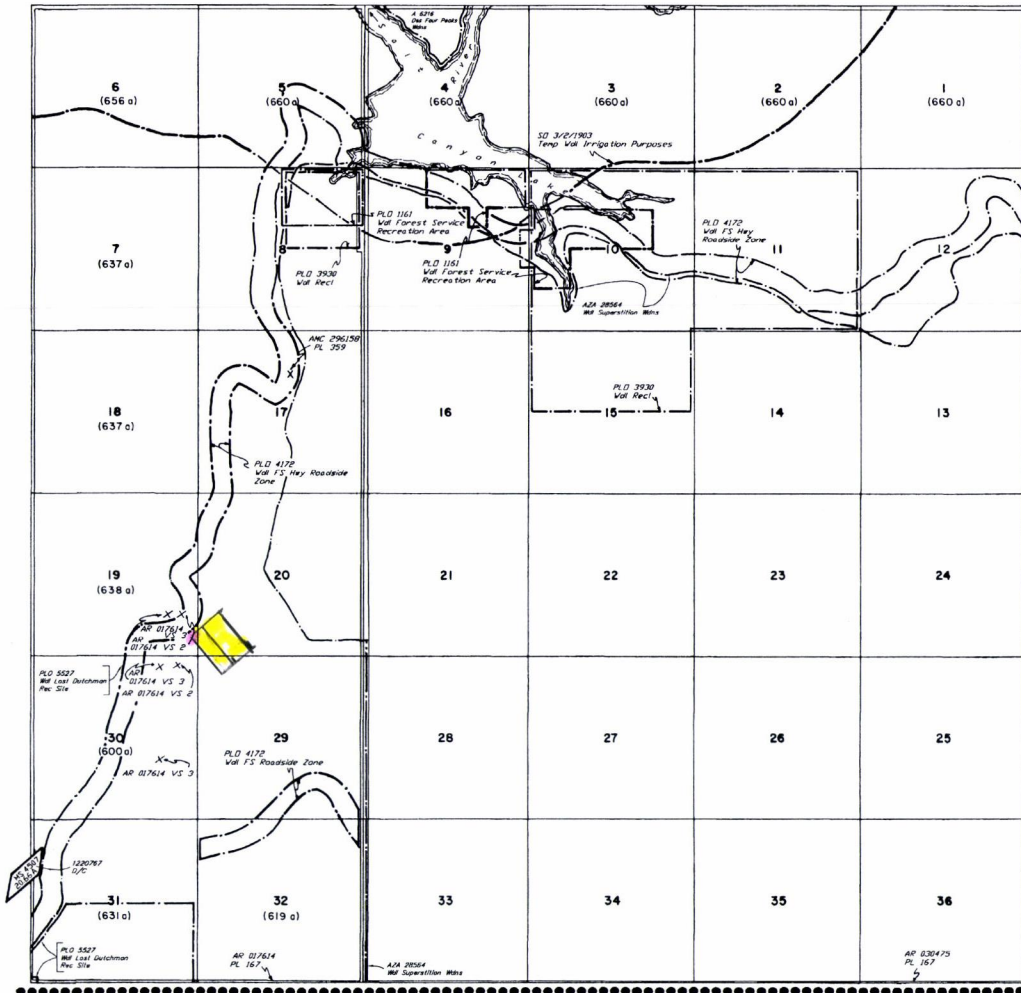 A 6216
Des Four Peaks
Wdns
Salt
River
6
(656 a)
5
(660 a)
4
(660 a)
3
(660 a)
2
(660 a)
1
(660 a)
Canyon
Lake
SO 3/2/1903
Temp Wdl Irrigation Purposes
7
(637 a)
8
9
10
11
12
PLO 1161
Wdl Forest Service
Recreation Area
PLO 3930
Wdl Recl
PLO 1161
Wdl Forest Service
Recreation Area
PLO 4172
Wdl FS Hwy
Roadside Zone
AZA 28564
Wdl Superstition Wdns
AMC 296158
PL 359
18
(637 a)
17
16
15
14
13
PLO 3930
Wdl Recl
PLO 4172
Wdl FS Hwy Roadside
Zone
19
(638 a)
20
21
22
23
24
AR 017614
VS 3
AR
017614 VS 2
PLO 5527
Wdl Lost Dutchman
Rec Site
AR
017614 VS 3
AR 017614 VS 2
30
(600 a)
29
28
27
26
25
AR 017614 VS 3
PLO 4172
Wdl FS Roadside Zone
MS 4507
20.66 A
1220767
D/C
31
(631 a)
32
(619 a)
33
34
35
36
PLO 5527
Wdl Lost Dutchman
Rec Site
AR 017614
PL 167
AZA 28564
Wdl Superstition Wdns
AR 030475
PL 167